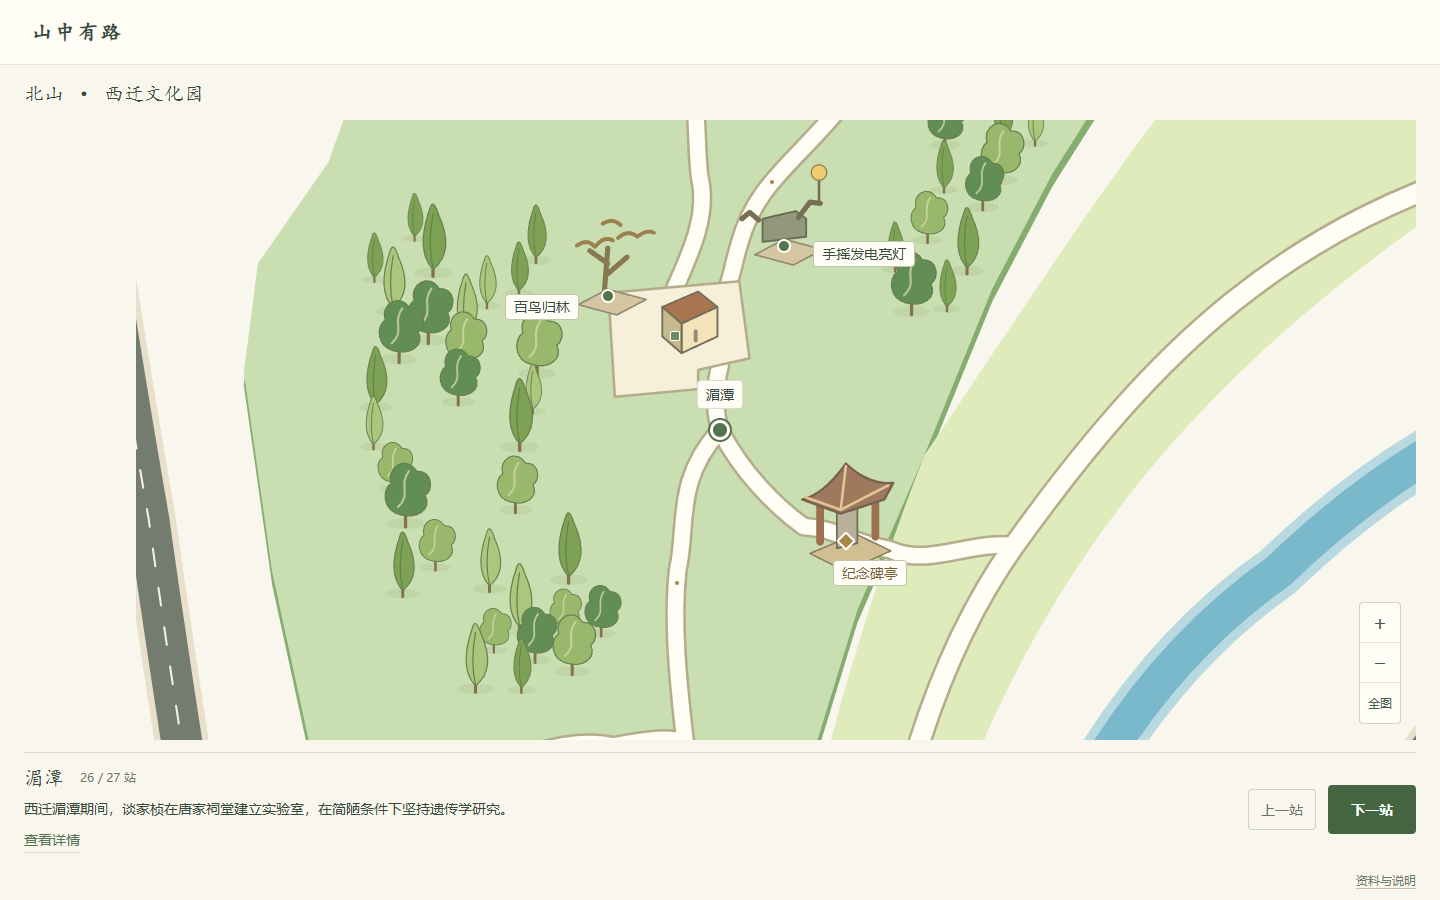 山中有路
北山 • 西迁文化园
手摇发电亮灯
百鸟归林
湄潭
纪念碑亭
+
−
全图
湄潭 26 / 27 站
西迁湄潭期间，谈家桢在唐家祠堂建立实验室，在简陋条件下坚持遗传学研究。
查看详情
上一站
下一站
资料与说明